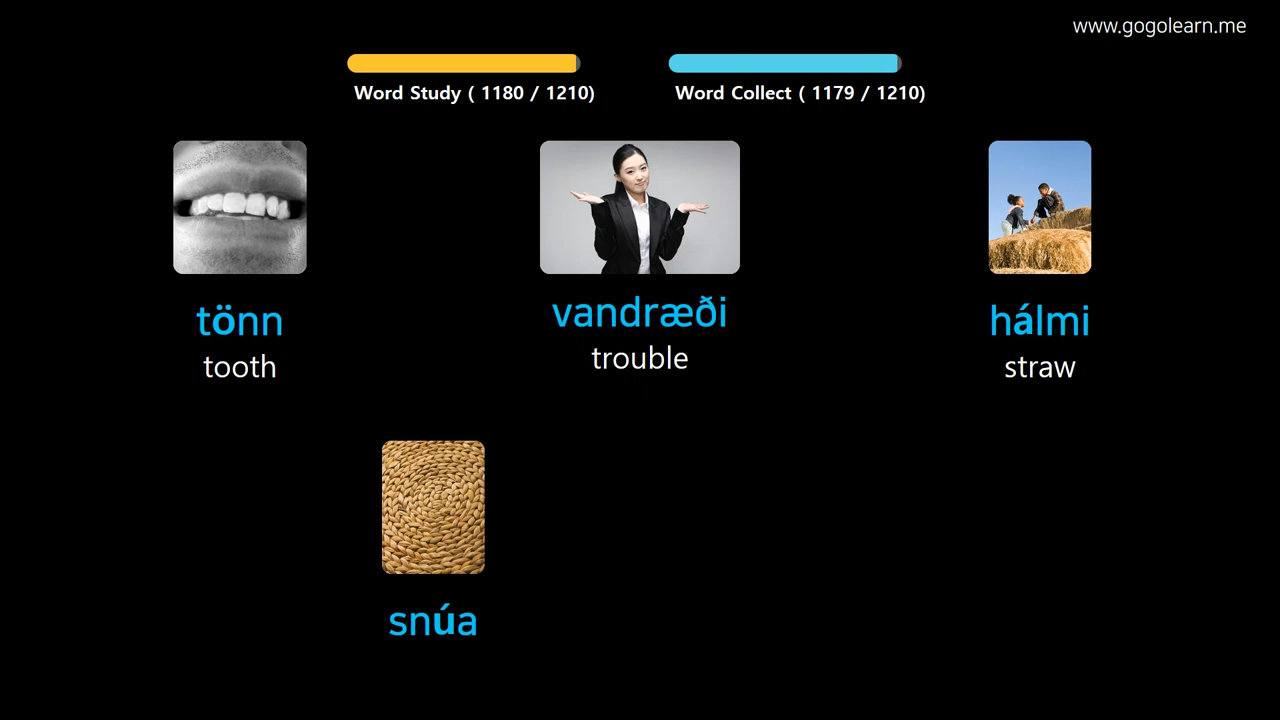 www.gogolearn.me
Word Study ( 1180 / 1210)
Word Collect ( 1179 / 1210)
tönn
tooth
vandræði
trouble
hálmi
straw
snúa